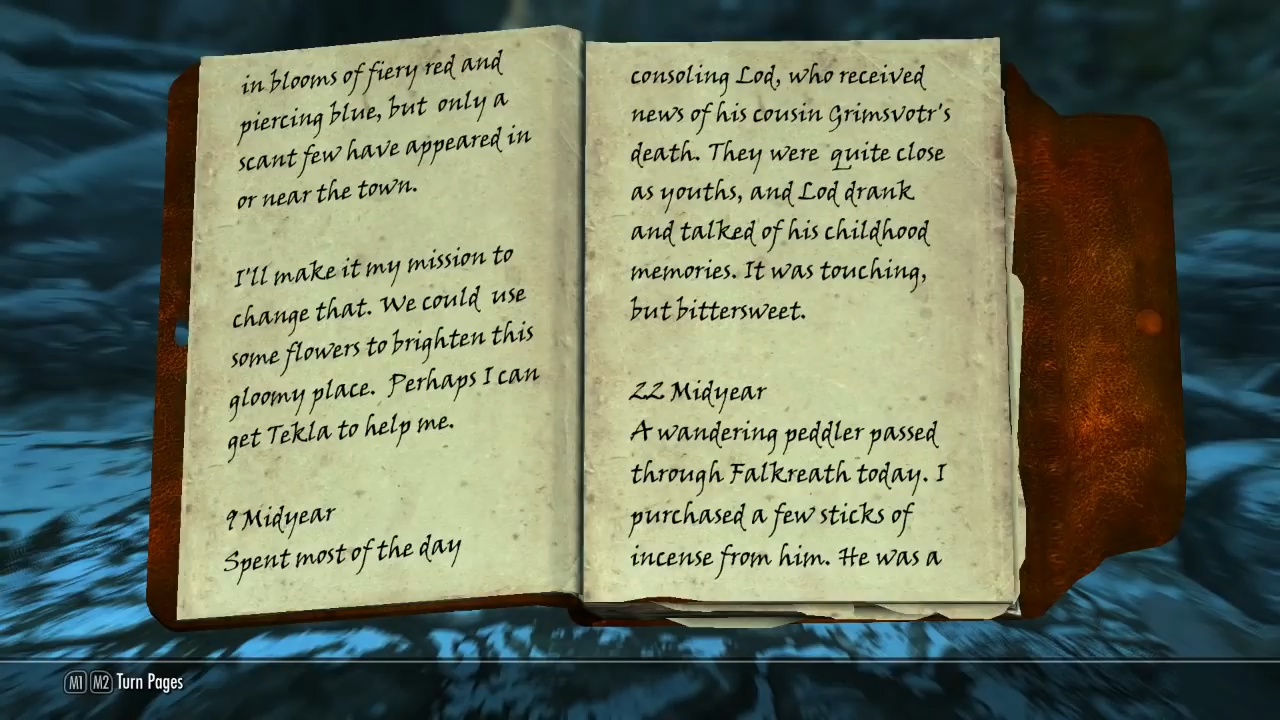 in blooms of fiery red and
piercing blue, but only a
scant few have appeared in
or near the town.
I'll make it my mission to
change that. We could use
some flowers to brighten this
gloomy place. Perhaps I can
get Tekla to help me.
9 Midyear
Spent most of the day
consoling Lod, who received
news of his cousin Grimsvotr's
death. They were quite close
as youths, and Lod drank
and talked of his childhood
memories. It was touching,
but bittersweet.
22 Midyear
A wandering peddler passed
through Falkreath today. I
purchased a few sticks of
incense from him. He was a
M1 M2 Turn Pages